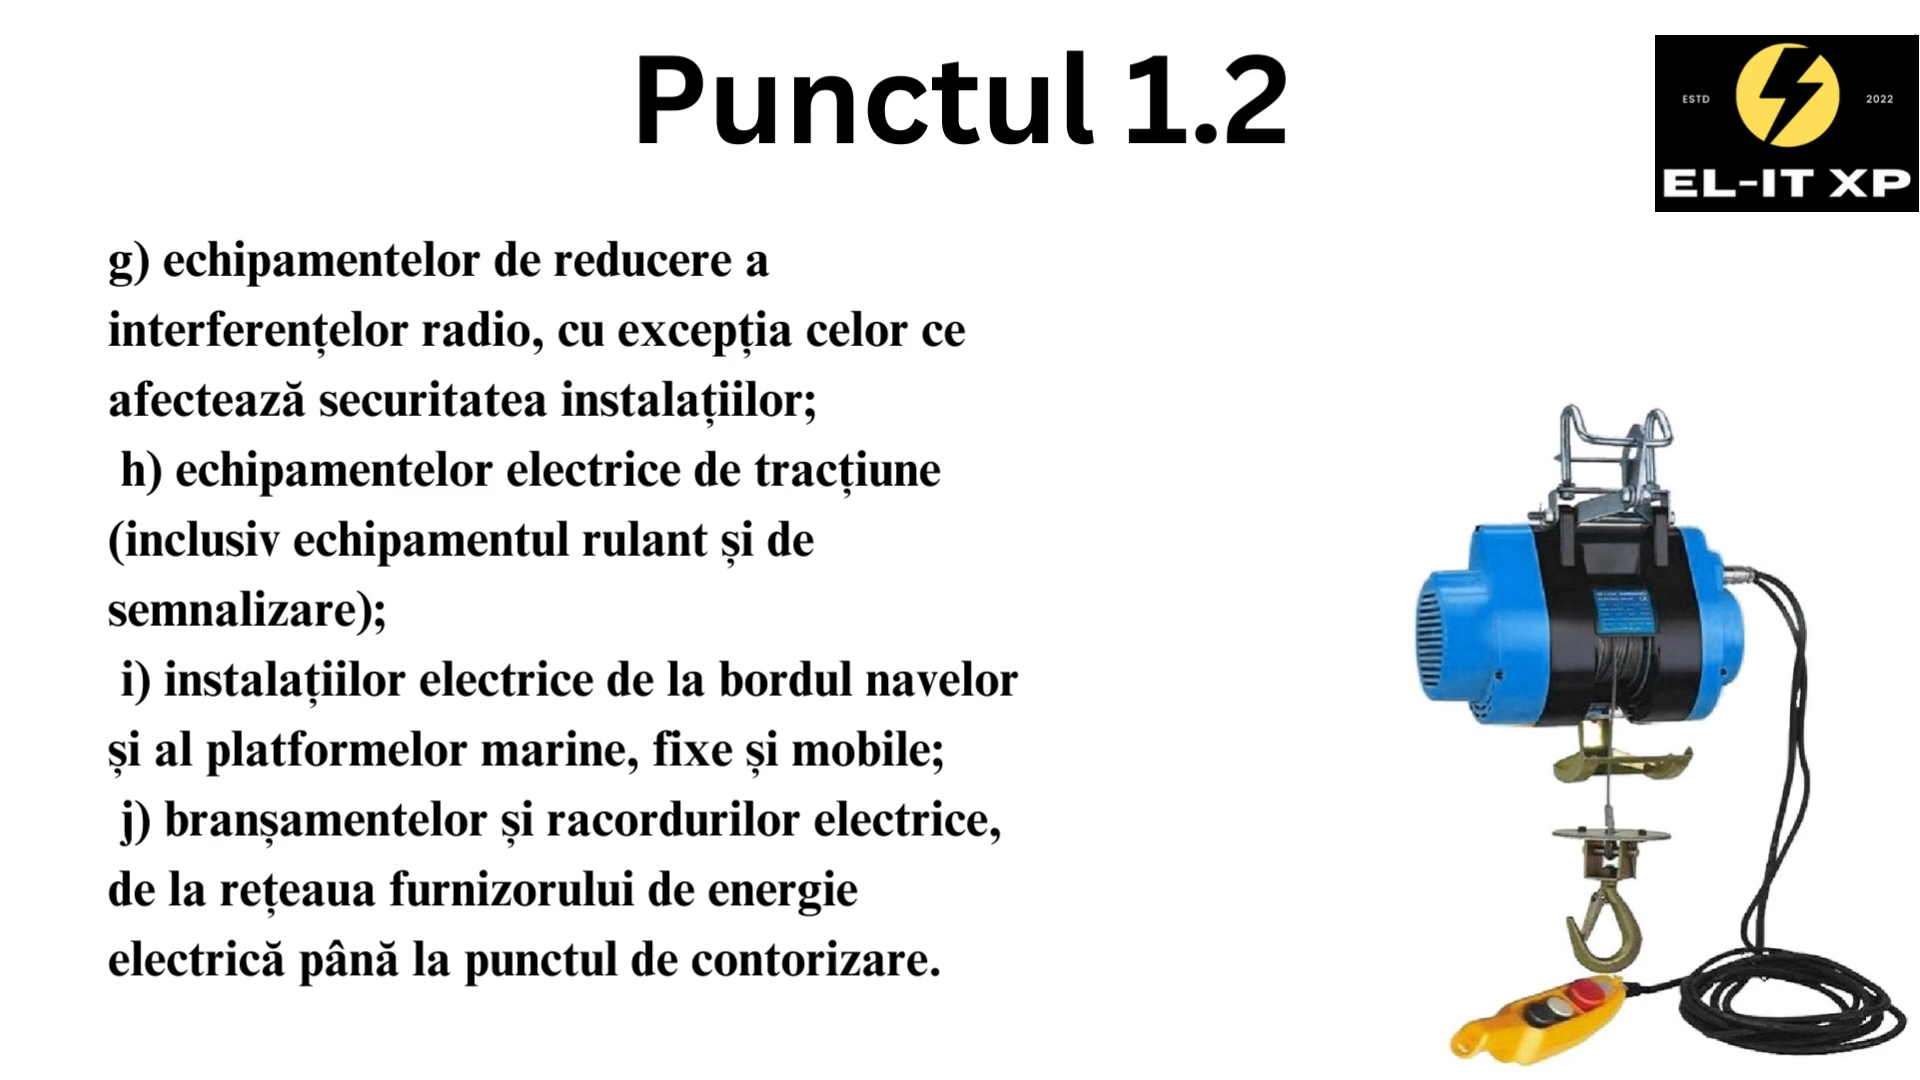 Punctul 1.2
ESTD
2022
EL-IT XP
g) echipamentelor de reducere a
interferențelor radio, cu excepția celor ce
afectează securitatea instalațiilor;
h) echipamentelor electrice de tracțiune
(inclusiv echipamentul rulant și de
semnalizare);
i) instalațiilor electrice de la bordul navelor
și al platformelor marine, fixe și mobile;
j) branșamentelor și racordurilor electrice,
de la rețeaua furnizorului de energie
electrică până la punctul de contorizare.